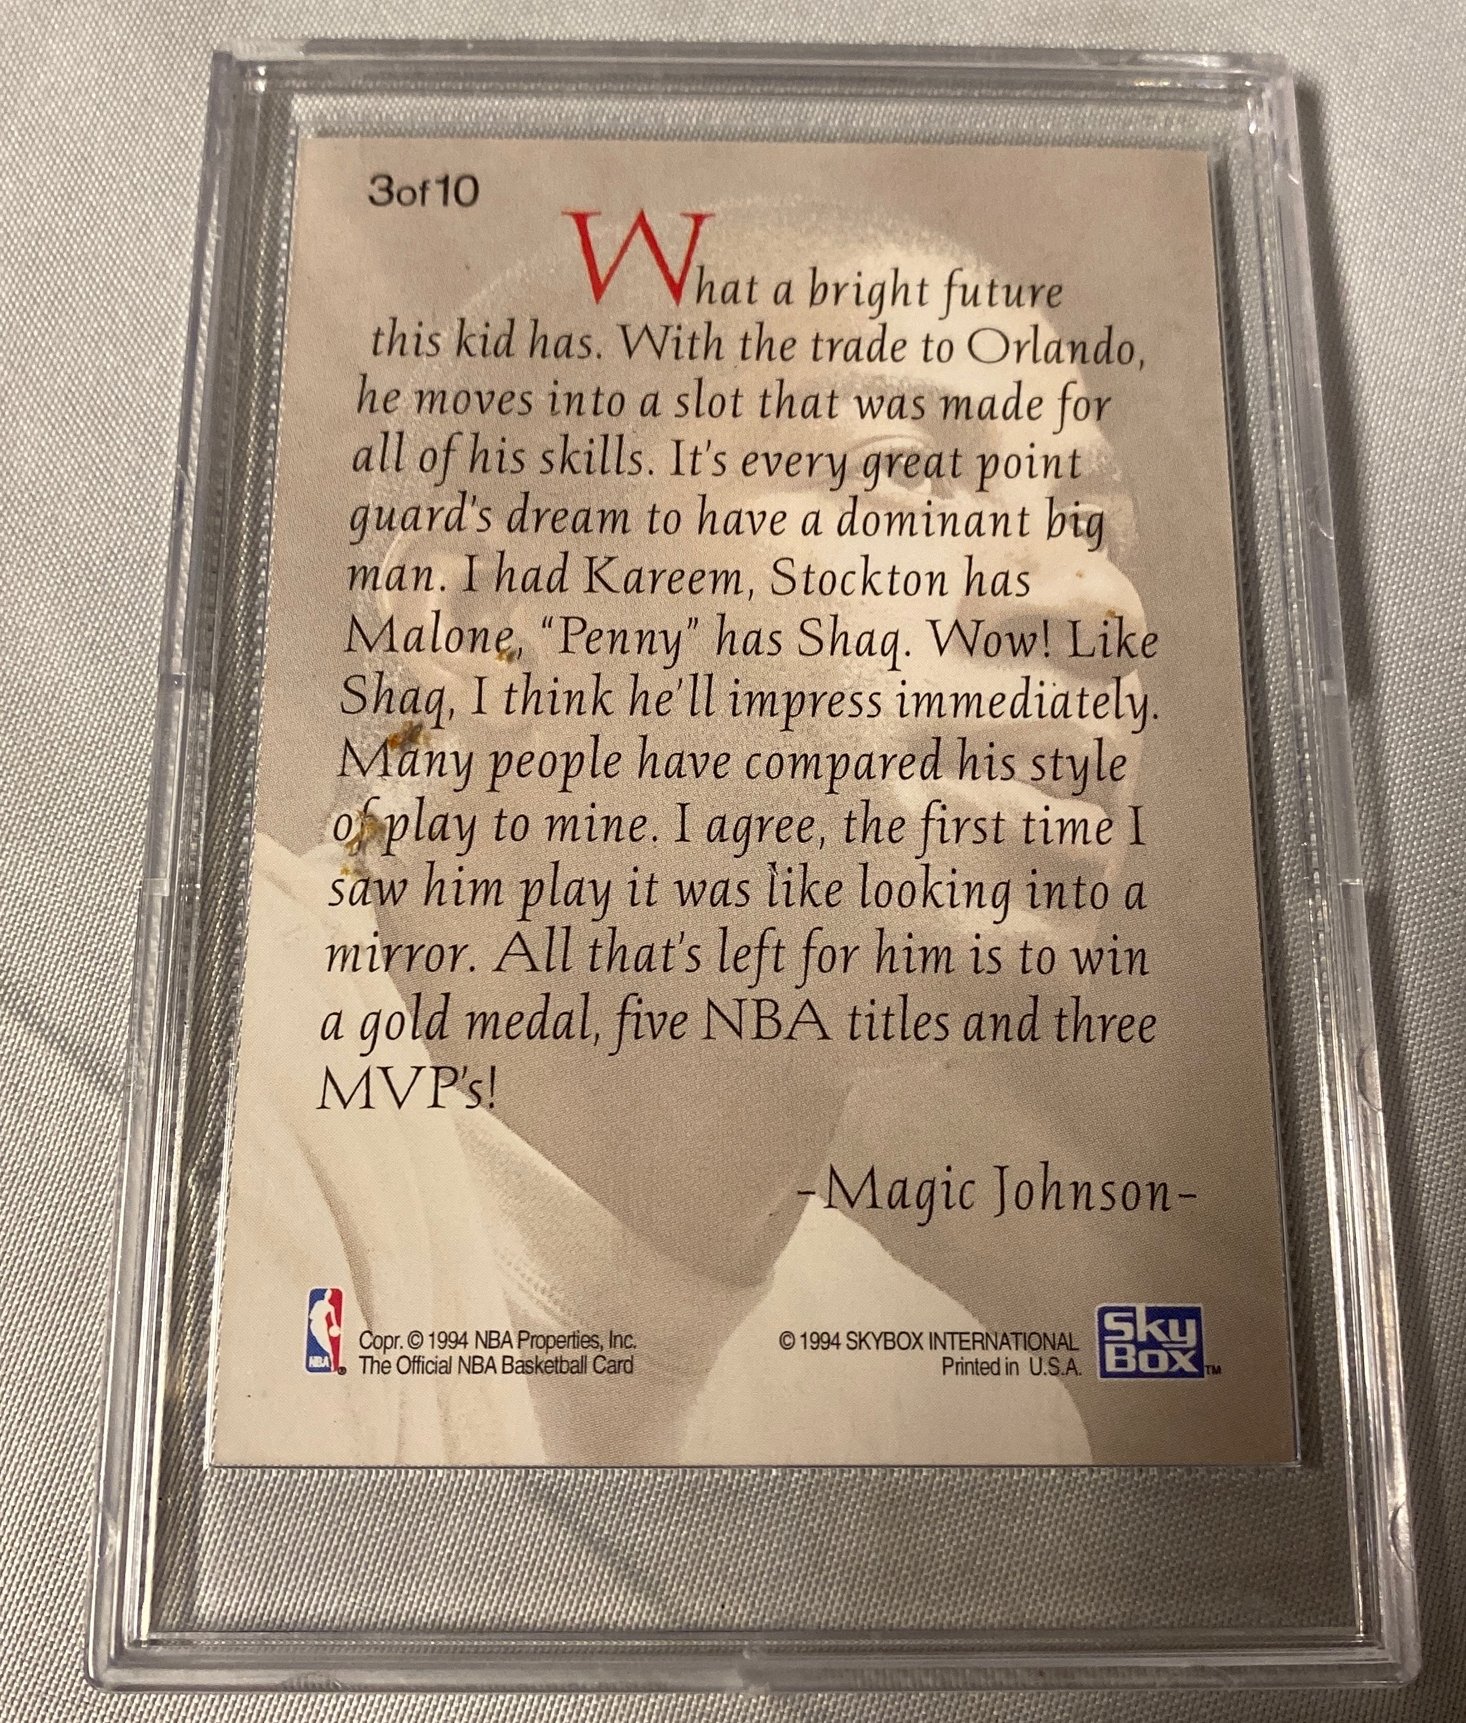 3of10
What a bright future
this kid has. With the trade to Orlando,
he moves into a slot that was made for
all of his skills. It's every great point
guard's dream to have a dominant big
man. I had Kareem, Stockton has
Malone, "Penny" has Shaq. Wow! Like
Shaq, I think he'll impress immediately.
Many people have compared his style
of play to mine. I agree, the first time I
saw him play it was like looking into a
mirror. All that's left for him is to win
a gold medal, five NBA titles and three
MVP's!
-Magic Johnson-
NBA
Copr. © 1994 NBA Properties, Inc.
The Official NBA Basketball Card
© 1994 SKYBOX INTERNATIONAL
Printed in U.S.A.
SKY
BOX™